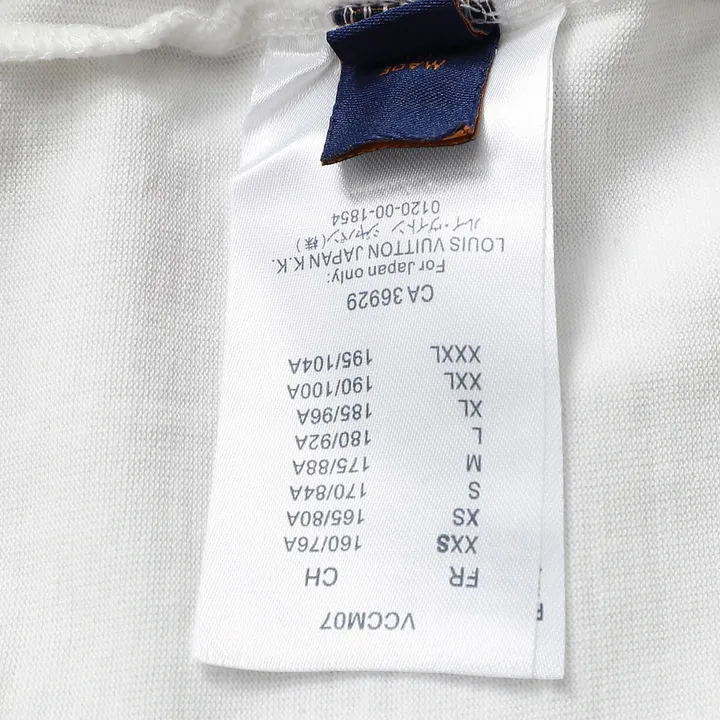 VCCM07
FR CH
XXS 160/76A
XS 165/80A
S 170/84A
M 175/88A
L 180/92A
XL 185/96A
XXL 190/100A
XXXL 195/104A
CA 36929
For Japan only:
LOUIS VUITTON JAPAN K.K.
ルイ・ヴィトン ジャパン(株)
0120-00-1854
MADE